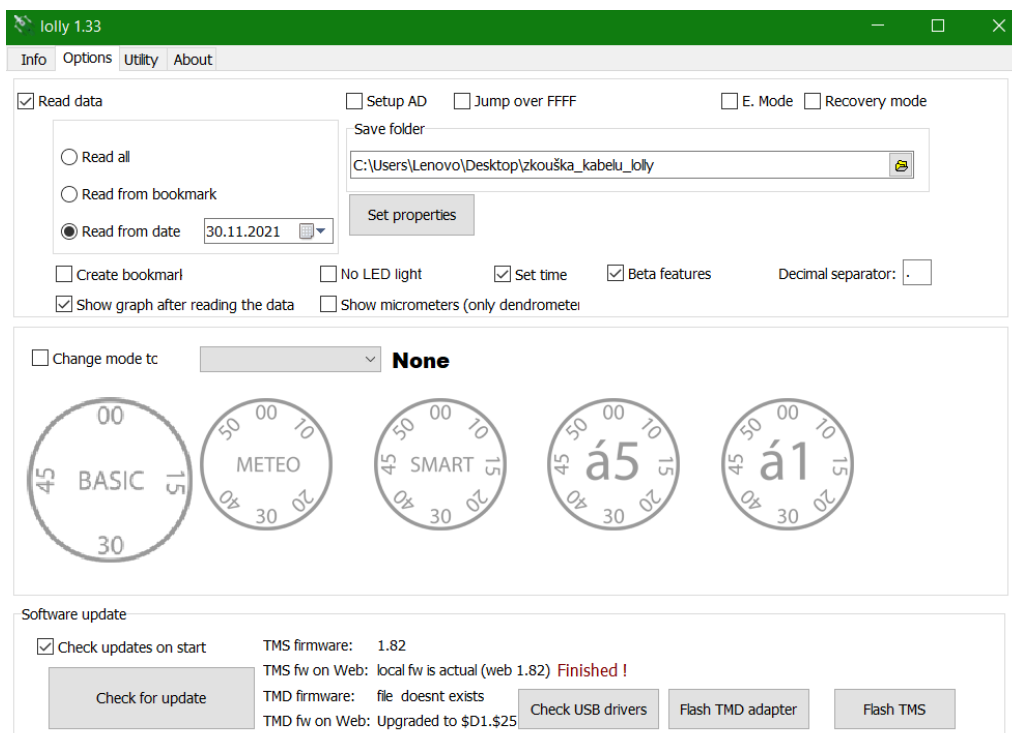 lolly 1.33
Info Options Utility About
Read data Setup AD Jump over FFFF E. Mode Recovery mode
Save folder
Read all
C:\Users\Lenovo\Desktop\zkouška_kabelu_lolly
Read from bookmark
Set properties
Read from date 30.11.2021
Create bookmark No LED light Set time Beta features Decimal separator: .
Show graph after reading the data Show micrometers (only dendrometer
Change mode tc None
00 15 30 45 BASIC
00 10 20 30 40 50 METEO
00 10 15 20 30 40 45 50 SMART
00 10 15 20 30 40 45 50 á5
00 10 15 20 30 40 45 50 á1
Software update
Check updates on start TMS firmware: 1.82
TMS fw on Web: local fw is actual (web 1.82) Finished !
Check for update TMD firmware: file doesnt exists Check USB drivers Flash TMD adapter Flash TMS
TMD fw on Web: Upgraded to $D1.$25